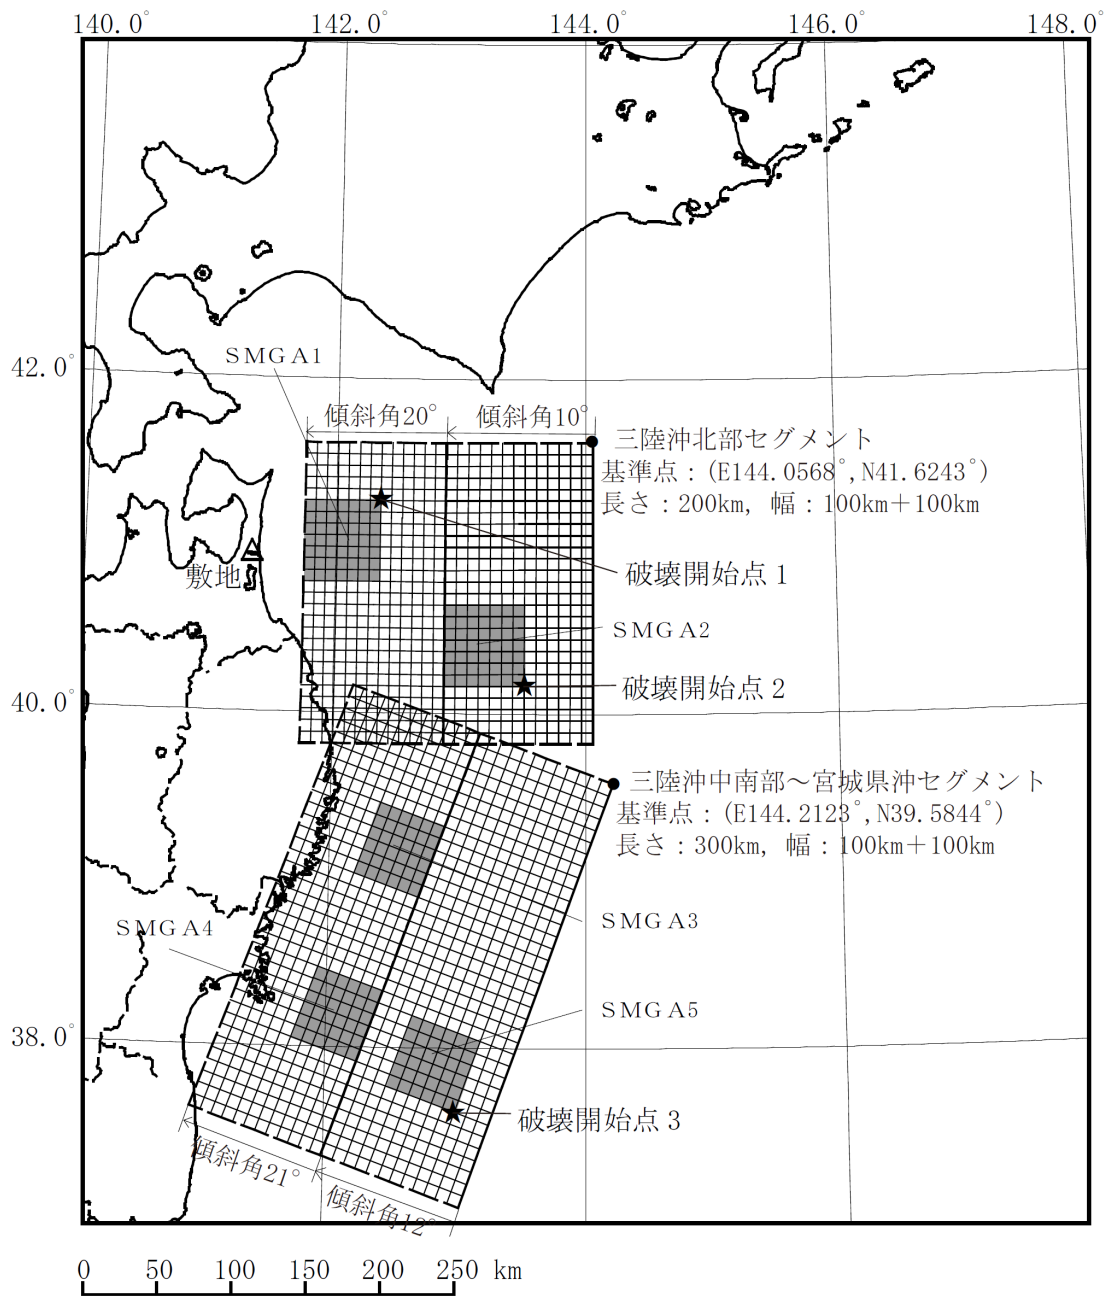 140.0° 142.0° 144.0° 146.0° 148.0°
42.0°
SMGA1
傾斜角20° 傾斜角10°
三陸沖北部セグメント
基準点：(E144.0568°,N41.6243°)
長さ：200km, 幅：100km＋100km
敷地
破壊開始点1
SMGA2
破壊開始点2
40.0°
三陸沖中南部～宮城県沖セグメント
基準点：(E144.2123°,N39.5844°)
長さ：300km, 幅：100km＋100km
SMGA3
SMGA4
SMGA5
38.0°
破壊開始点3
傾斜角21°
傾斜角12°
0 50 100 150 200 250 km